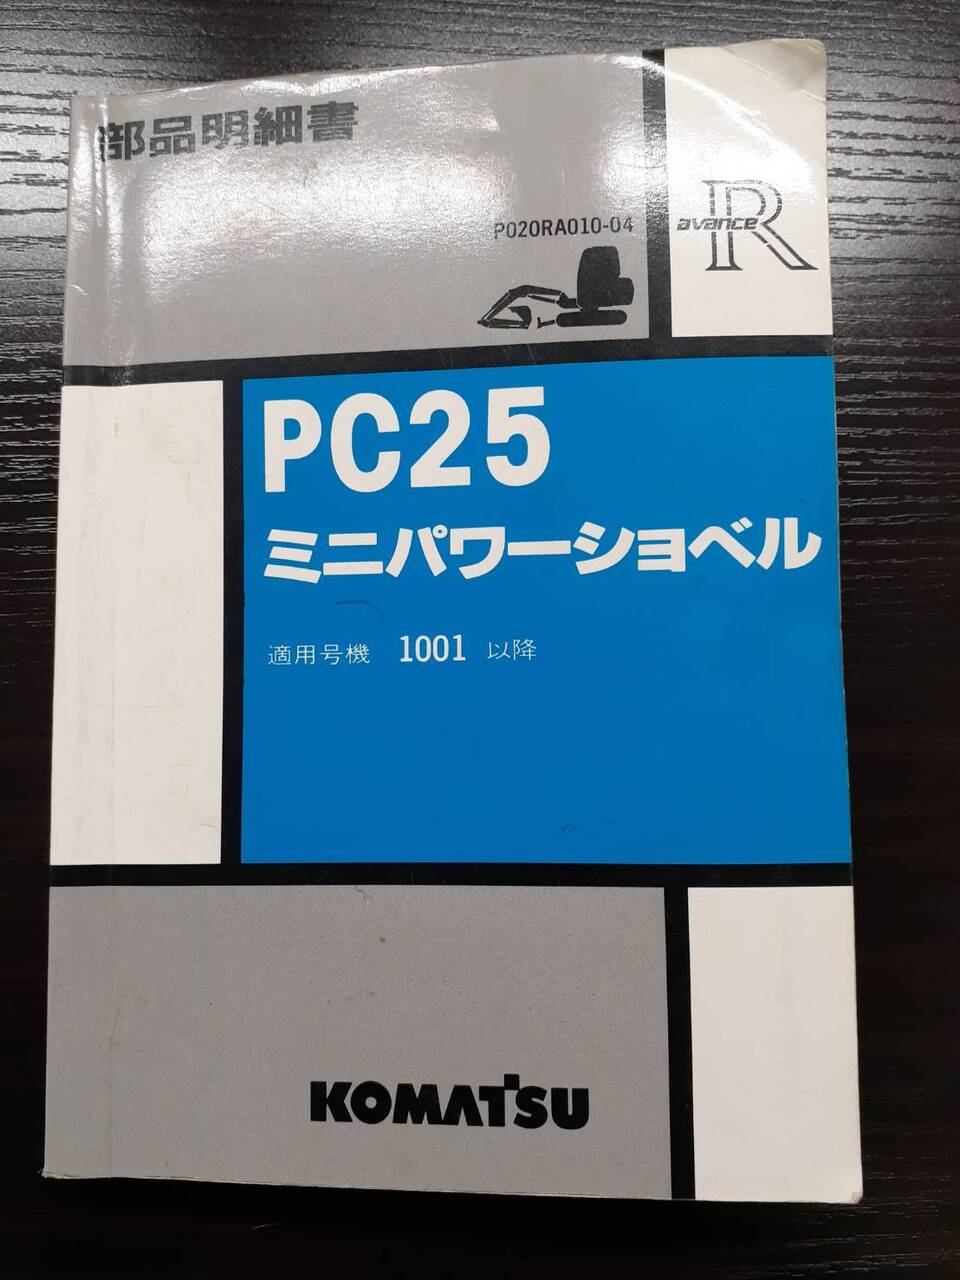 部品明細書
P020RA010-04
avance R
PC25
ミニパワーショベル
適用号機 1001 以降
KOMATSU